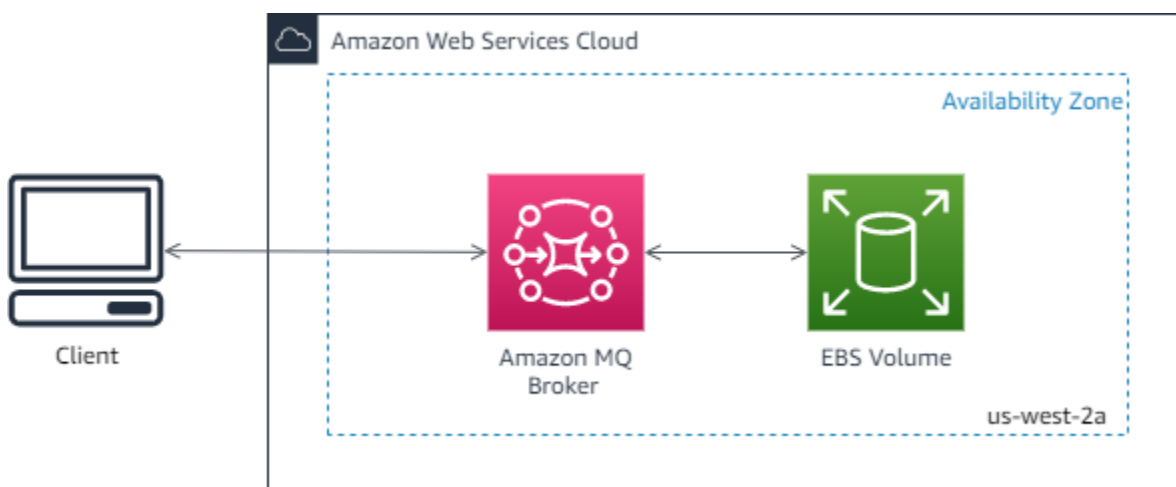 Amazon Web Services Cloud
Availability Zone
Client
Amazon MQ
Broker
EBS Volume
us-west-2a